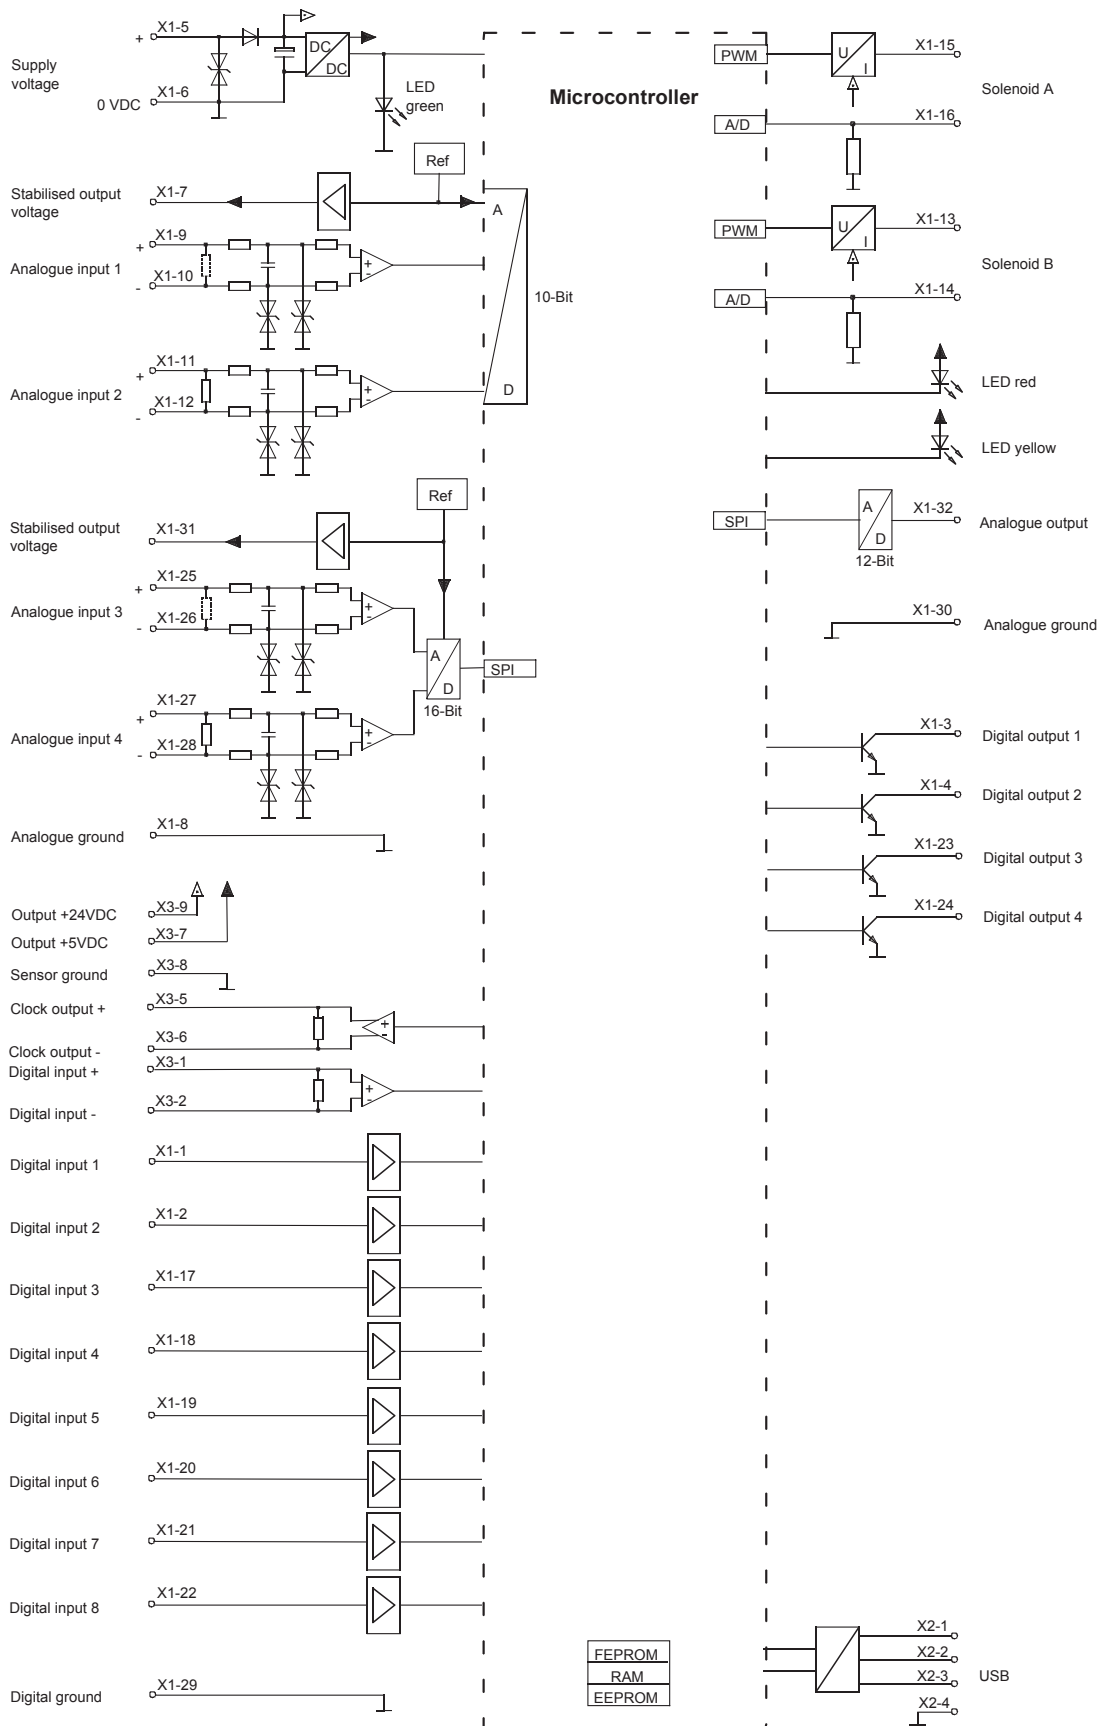 + X1-5
Supply
voltage
0 VDC X1-6
DC
DC
LED
green
Microcontroller
Ref
Stabilised output
voltage
X1-7
A
D
10-Bit
+ X1-9
Analogue input 1
- X1-10
+
-
+ X1-11
Analogue input 2
- X1-12
+
-
Ref
Stabilised output
voltage
X1-31
+ X1-25
Analogue input 3
- X1-26
+
-
A
D
16-Bit
SPI
+ X1-27
Analogue input 4
- X1-28
+
-
Analogue ground X1-8
Output +24VDC X3-9
Output +5VDC X3-7
Sensor ground X3-8
Clock output + X3-5
Clock output - X3-6
+
-
Digital input + X3-1
Digital input - X3-2
+
-
Digital input 1 X1-1
Digital input 2 X1-2
Digital input 3 X1-17
Digital input 4 X1-18
Digital input 5 X1-19
Digital input 6 X1-20
Digital input 7 X1-21
Digital input 8 X1-22
Digital ground X1-29
FEPROM
RAM
EEPROM
PWM
U
I
X1-15
Solenoid A
A/D
X1-16
PWM
U
I
X1-13
Solenoid B
A/D
X1-14
LED red
LED yellow
SPI
A
D
12-Bit
X1-32
Analogue output
X1-30
Analogue ground
X1-3 Digital output 1
X1-4 Digital output 2
X1-23 Digital output 3
X1-24 Digital output 4
X2-1
X2-2
X2-3
USB
X2-4